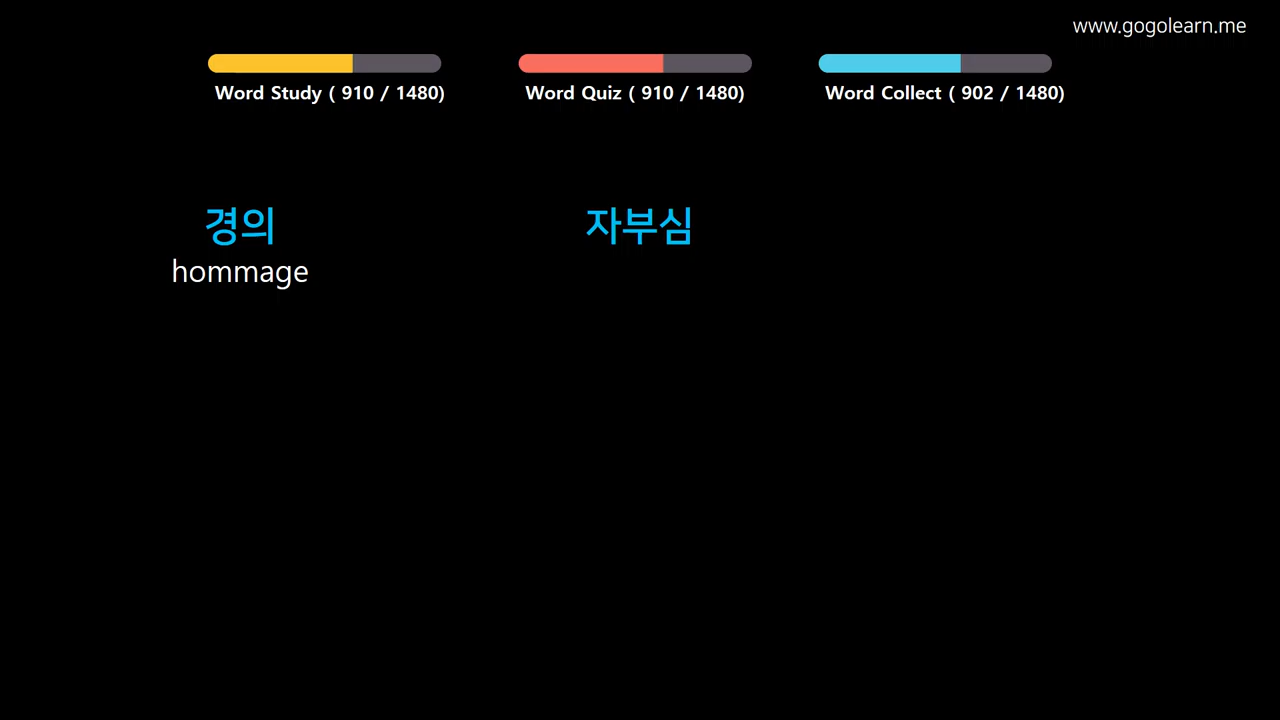 www.gogolearn.me
Word Study ( 910 / 1480)
Word Quiz ( 910 / 1480)
Word Collect ( 902 / 1480)
경의
hommage
자부심